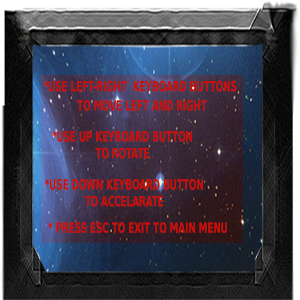 *USE LEFT-RIGHT KEYBOARD BUTTONS
TO MOVE LEFT AND RIGHT
*USE UP KEYBOARD BUTTON
TO ROTATE
*USE DOWN KEYBOARD BUTTON
TO ACCELARATE
* PRESS ESC TO EXIT TO MAIN MENU